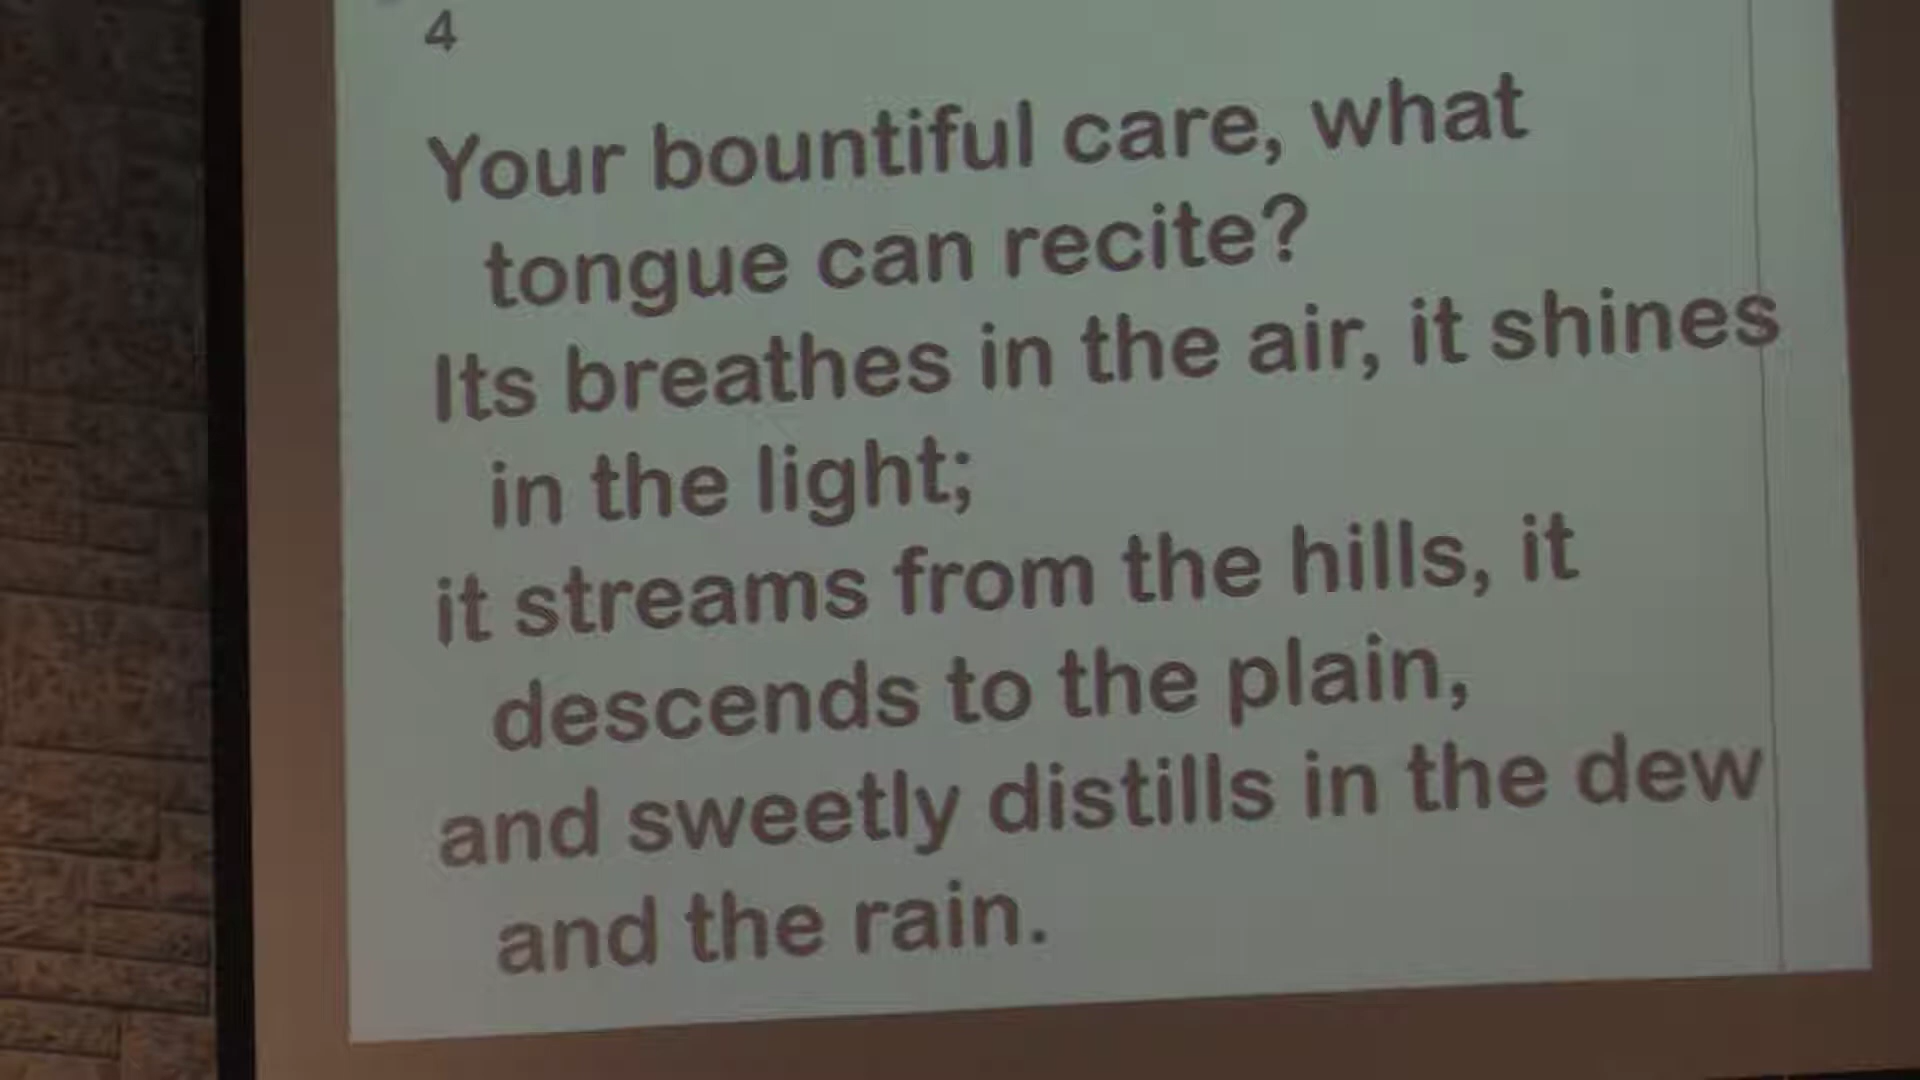 4
Your bountiful care, what
tongue can recite?
Its breathes in the air, it shines
in the light;
it streams from the hills, it
descends to the plain,
and sweetly distills in the dew
and the rain.